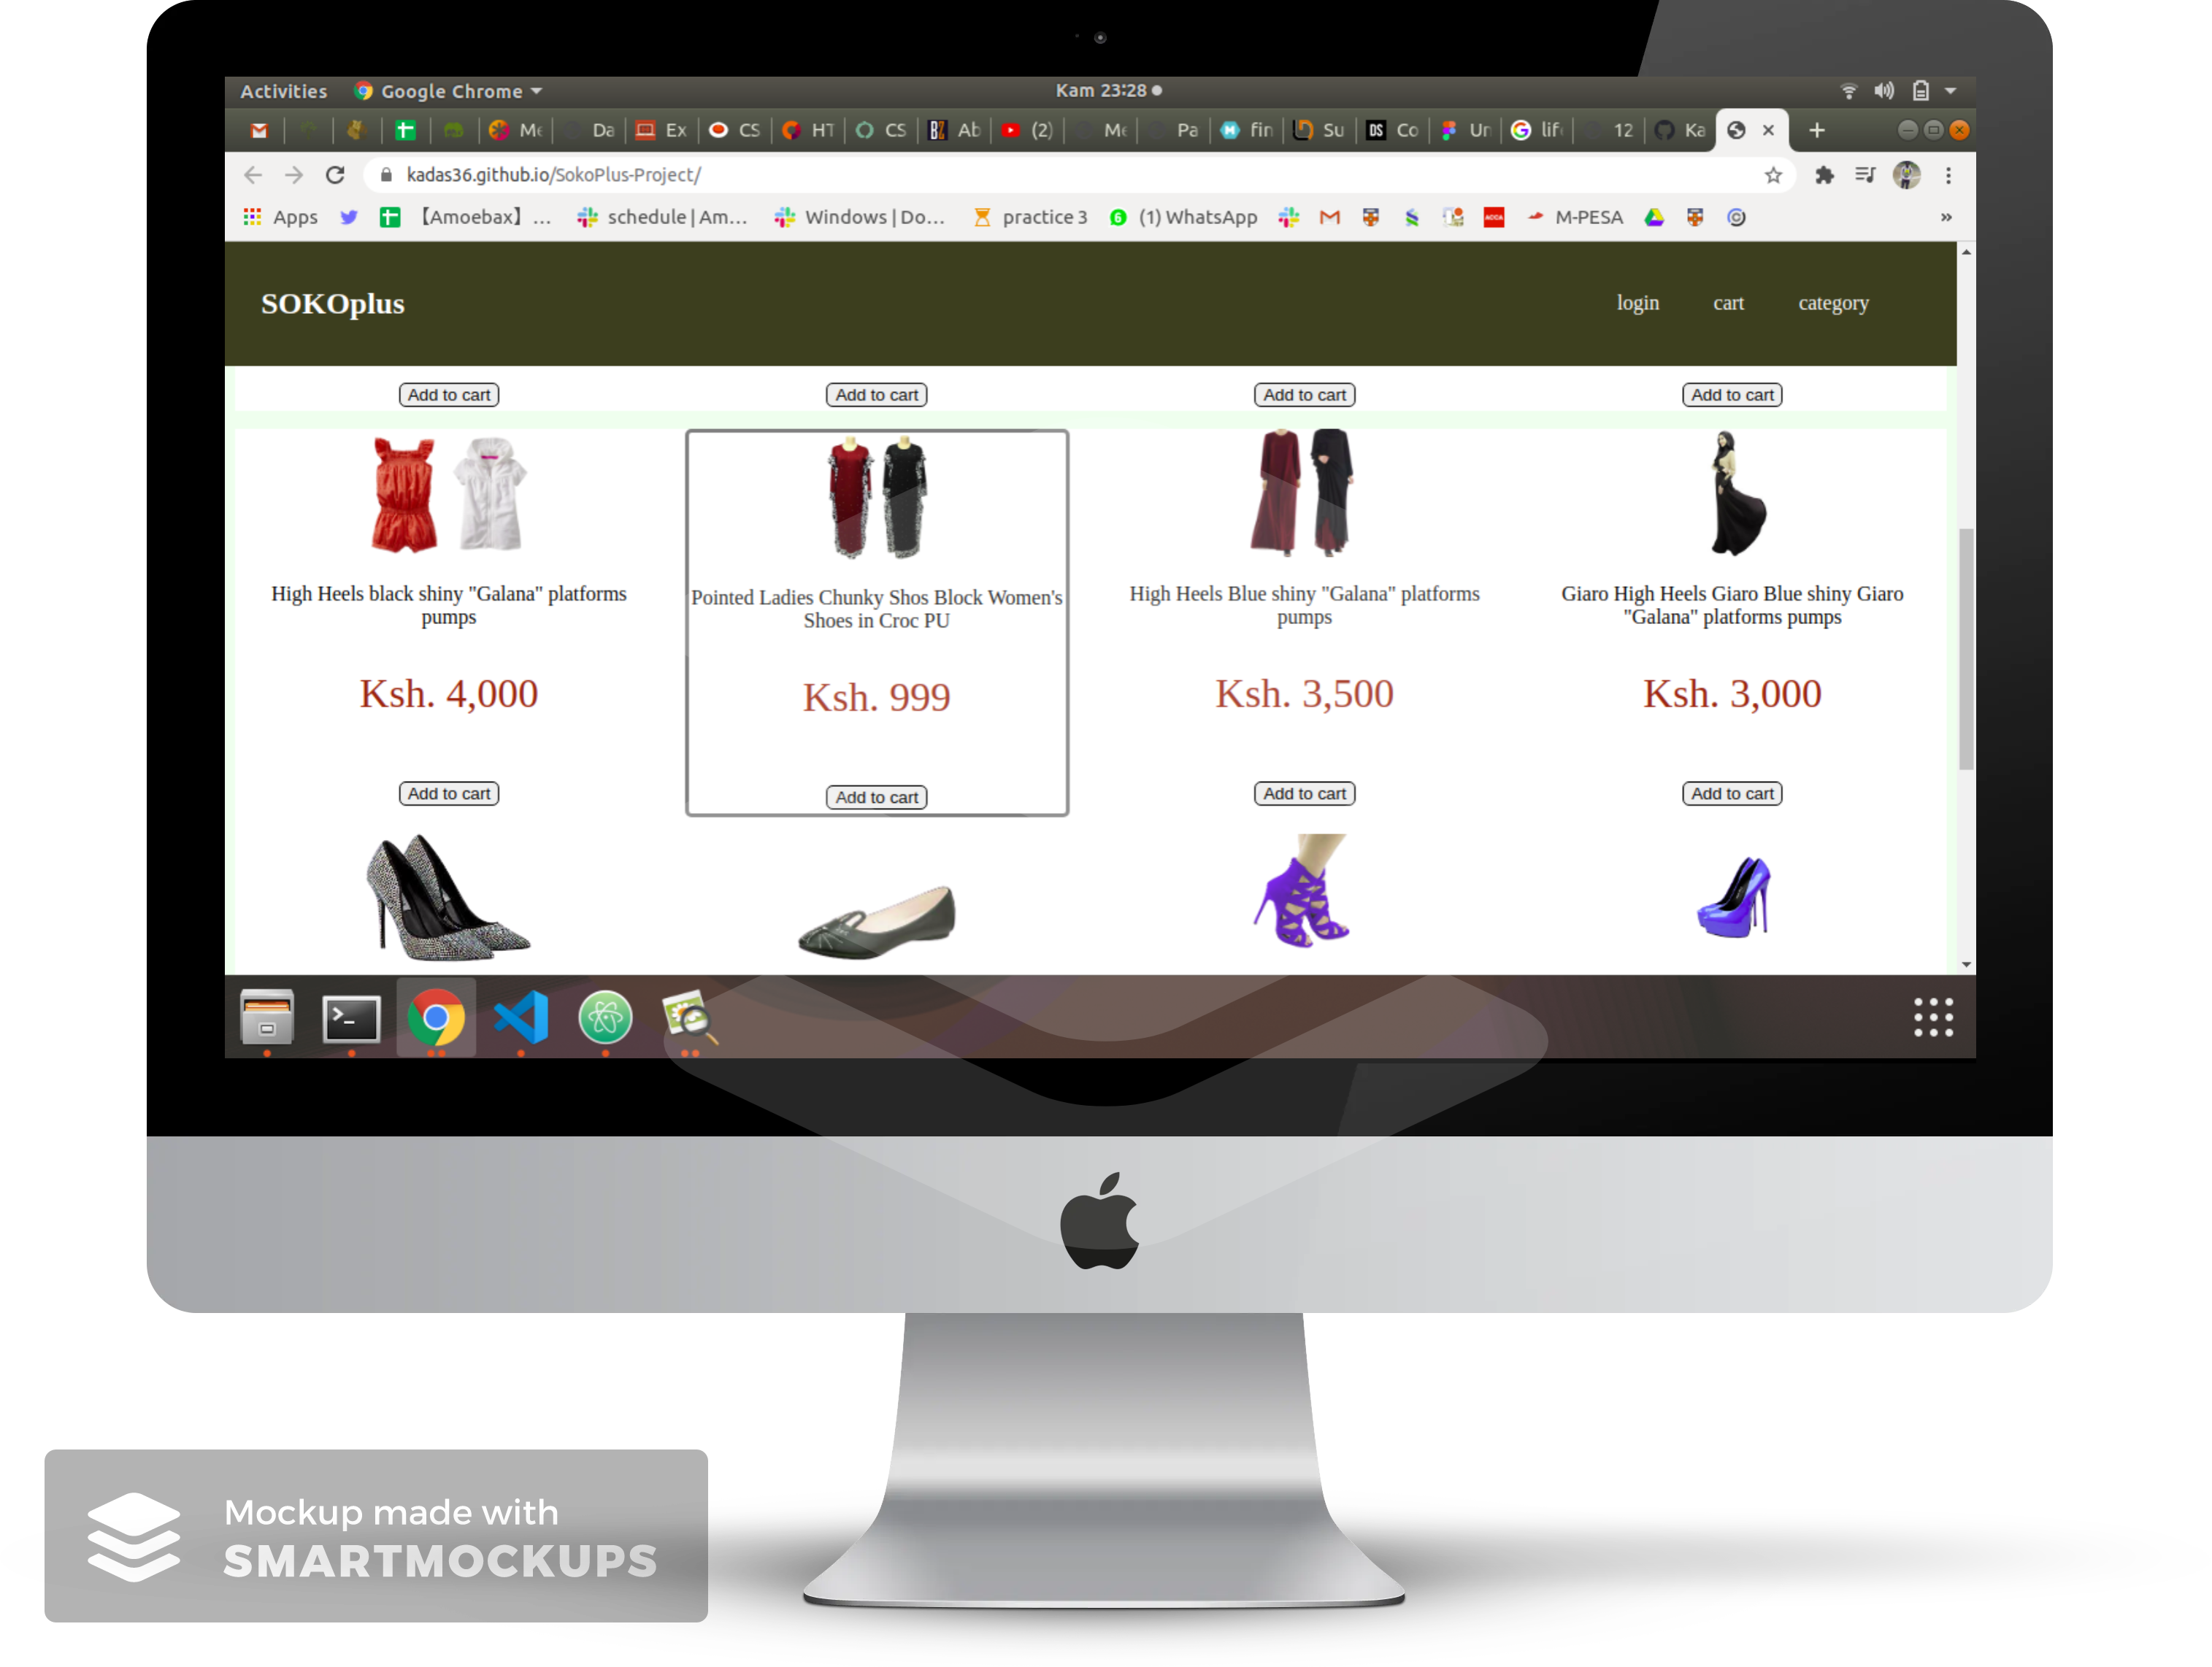 Activities Google Chrome Kam 23:28
Me Da Ex CS HT CS BZ Ab (2) Me Pa fin Su DS Co Un life 12 Ka
kadas36.github.io/SokoPlus-Project/
Apps 【Amoebax】 ... schedule | Am... Windows | Do... practice 3 6 (1) WhatsApp ACCA M-PESA »
SOKOplus login cart category
Add to cart Add to cart Add to cart Add to cart
High Heels black shiny "Galana" platforms
pumps
Ksh. 4,000
Add to cart
Pointed Ladies Chunky Shos Block Women's
Shoes in Croc PU
Ksh. 999
Add to cart
High Heels Blue shiny "Galana" platforms
pumps
Ksh. 3,500
Add to cart
Giaro High Heels Giaro Blue shiny Giaro
"Galana" platforms pumps
Ksh. 3,000
Add to cart
Mockup made with
SMARTMOCKUPS